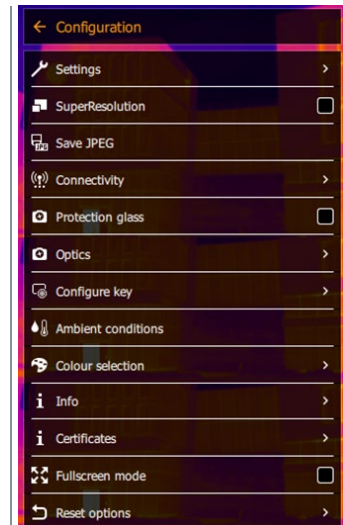 Configuration
Settings
SuperResolution
Save JPEG
Connectivity
Protection glass
Optics
Configure key
Ambient conditions
Colour selection
Info
Certificates
Fullscreen mode
Reset options